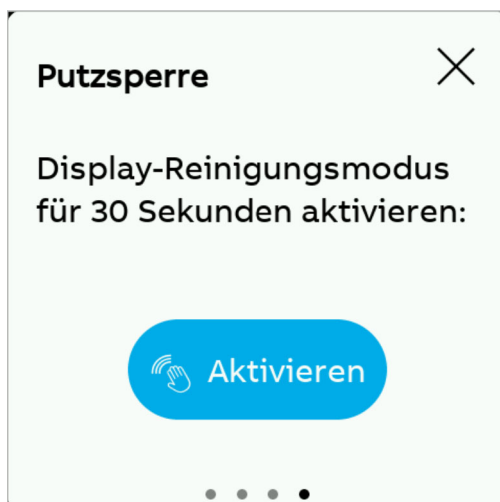 Putzsperre
Display-Reinigungsmodus
für 30 Sekunden aktivieren:
Aktivieren